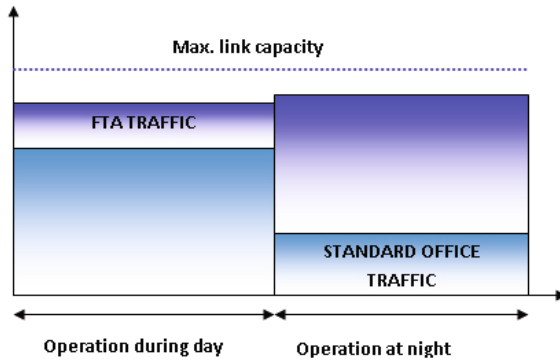 Max. link capacity
FTA TRAFFIC
STANDARD OFFICE
TRAFFIC
Operation during day
Operation at night